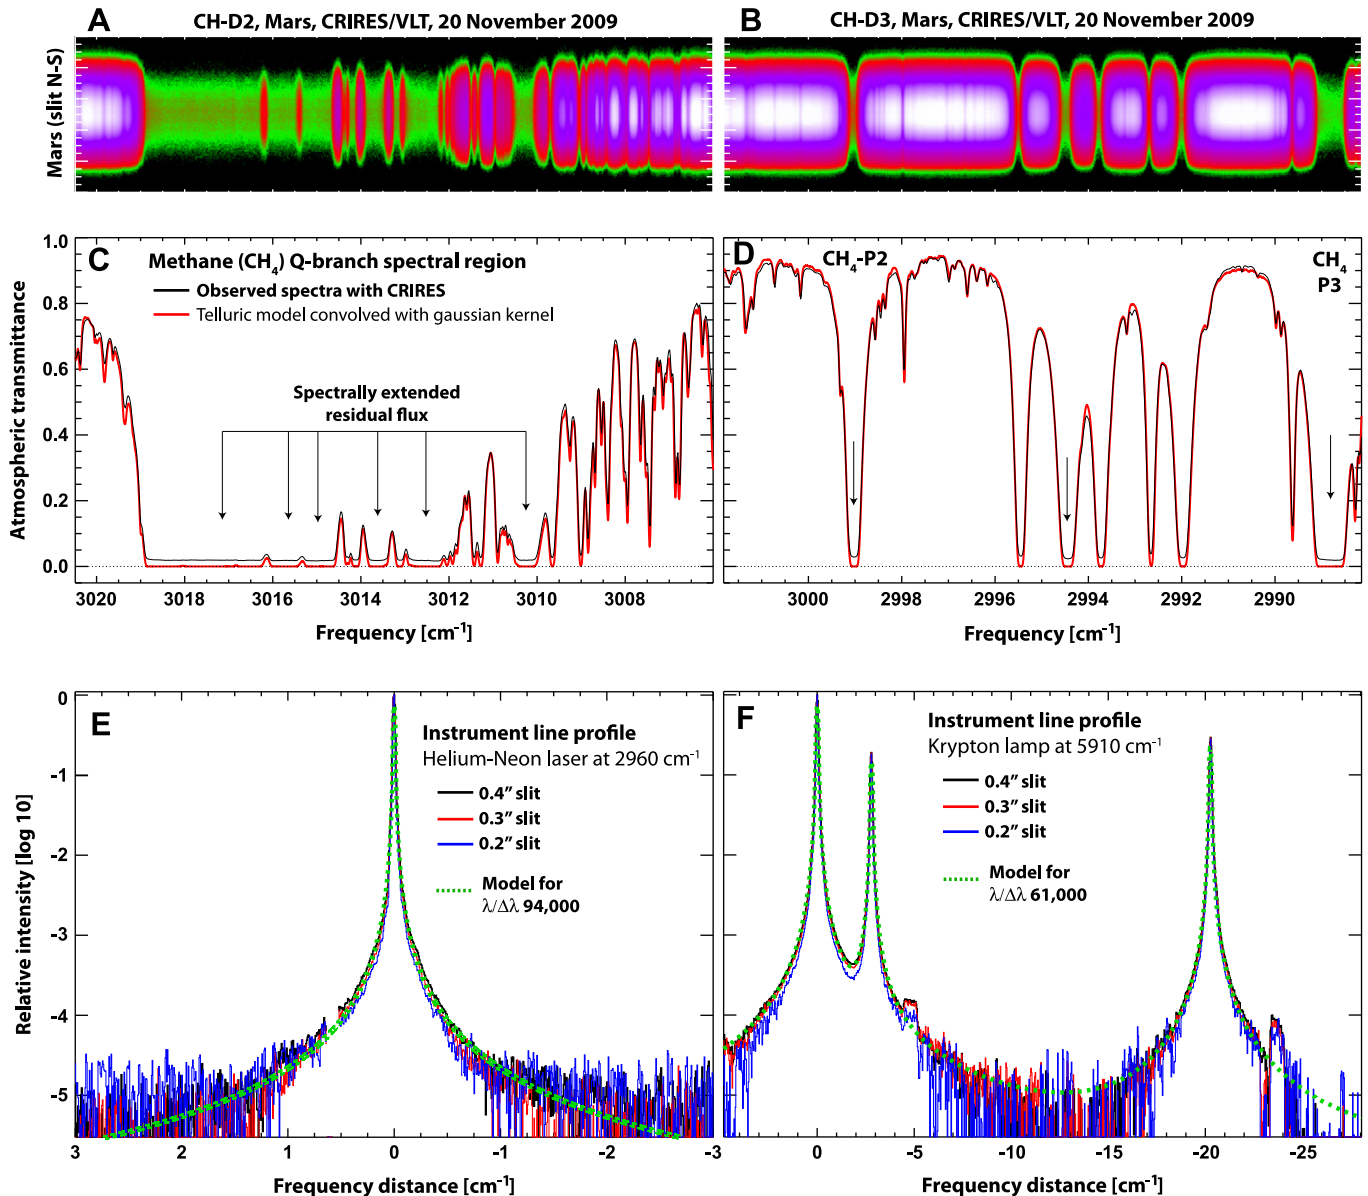 A
CH-D2, Mars, CRIRES/VLT, 20 November 2009
B
CH-D3, Mars, CRIRES/VLT, 20 November 2009
Mars (slit N-S)
C
Methane (CH4) Q-branch spectral region
Observed spectra with CRIRES
Telluric model convolved with gaussian kernel
Spectrally extended
residual flux
1.0
0.8
0.6
0.4
0.2
0.0
Atmospheric transmittance
3020 3018 3016 3014 3012 3010 3008
Frequency [cm⁻¹]
D
CH4-P2
CH4
P3
3000 2998 2996 2994 2992 2990
Frequency [cm⁻¹]
E
Instrument line profile
Helium-Neon laser at 2960 cm⁻¹
0.4” slit
0.3” slit
0.2” slit
Model for
λ/Δλ 94,000
0
-1
-2
-3
-4
-5
Relative intensity [log 10]
3 2 1 0 -1 -2 -3
Frequency distance [cm⁻¹]
F
Instrument line profile
Krypton lamp at 5910 cm⁻¹
0.4” slit
0.3” slit
0.2” slit
Model for
λ/Δλ 61,000
0 -5 -10 -15 -20 -25
Frequency distance [cm⁻¹]